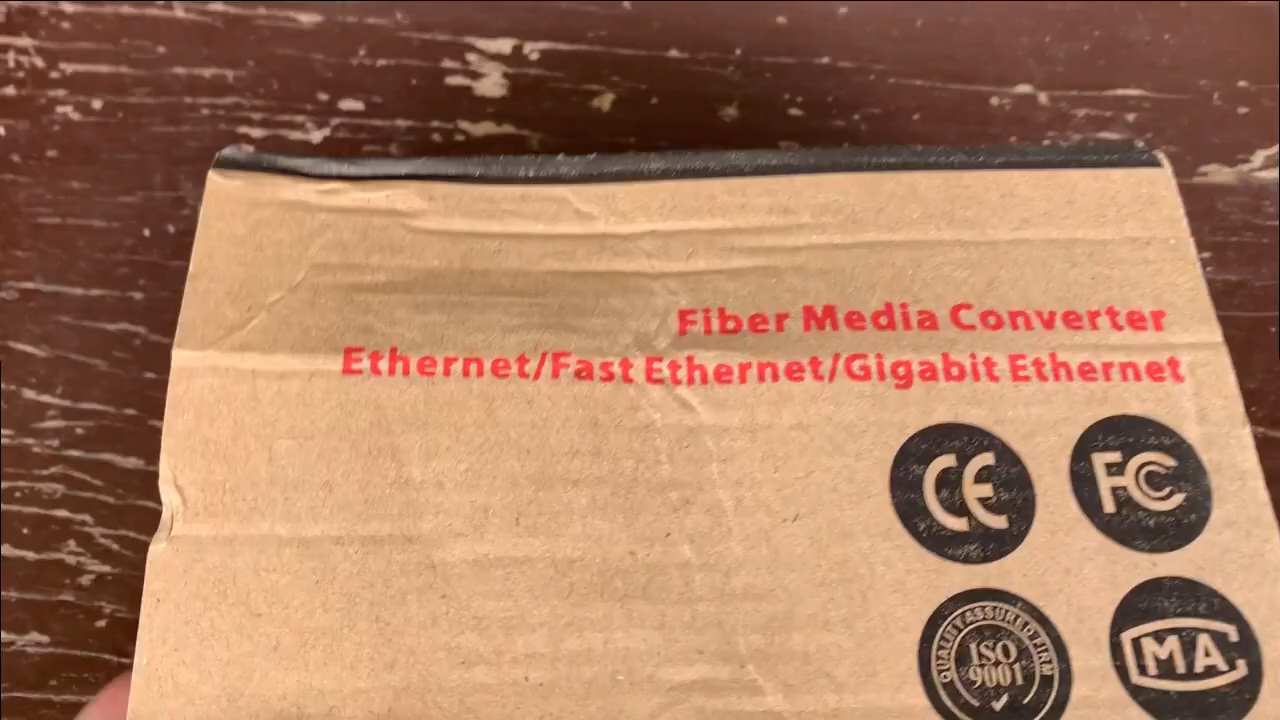 Fiber Media Converter
Ethernet/Fast Ethernet/Gigabit Ethernet
CE
FC
QUALITY ASSURED FIRM
ISO
9001
MA